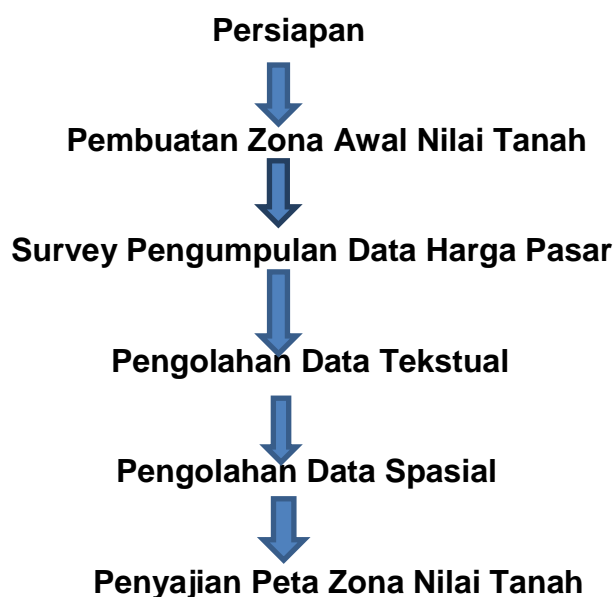 Persiapan
Pembuatan Zona Awal Nilai Tanah
Survey Pengumpulan Data Harga Pasar
Pengolahan Data Tekstual
Pengolahan Data Spasial
Penyajian Peta Zona Nilai Tanah